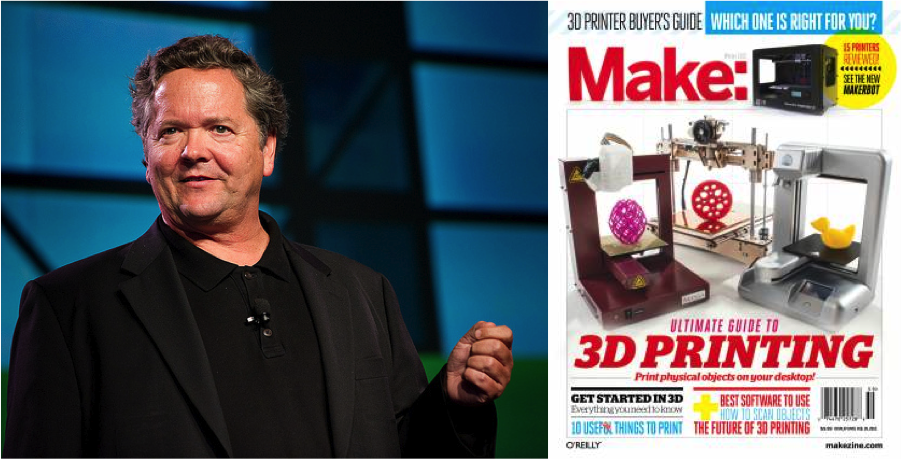 3D PRINTER BUYER'S GUIDE WHICH ONE IS RIGHT FOR YOU?
Make:
15 PRINTERS
REVIEWED!
SEE THE NEW
MAKERBOT
ULTIMATE GUIDE TO
3D PRINTING
Print physical objects on your desktop!
GET STARTED IN 3D
Everything you need to know
10 USEFUL THINGS TO PRINT
+
BEST SOFTWARE TO USE
HOW TO SCAN OBJECTS
THE FUTURE OF 3D PRINTING
O'REILLY
makezine.com